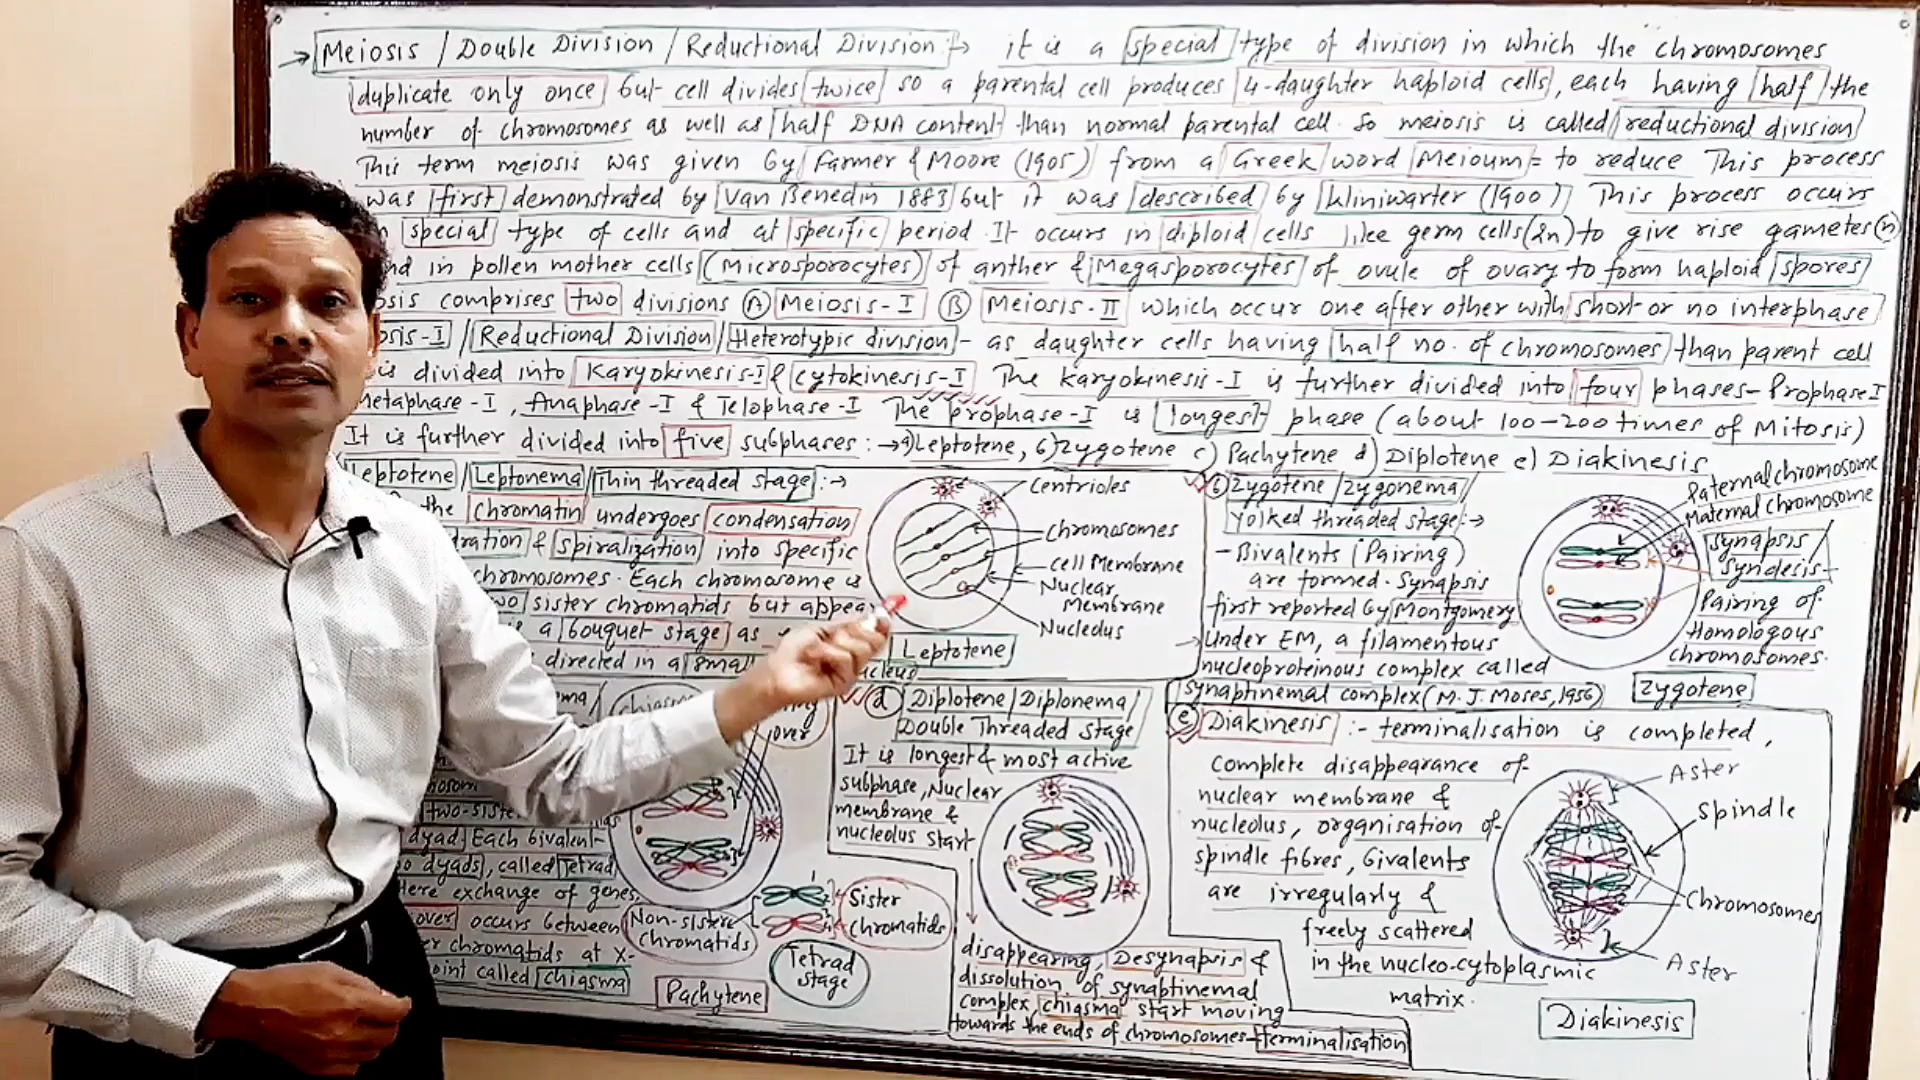 → Meiosis / Double Division / Reductional Division :→ it is a special type of division in which the chromosomes
duplicate only once but cell divides twice so a parental cell produces 4-daughter haploid cells, each having half the
number of chromosomes as well as half DNA content than normal parental cell. So meiosis is called reductional division
This term meiosis was given by Farmer & Moore (1905) from a Greek word Meioum = to reduce This process
was first demonstrated by Van Benedin 1883 but it was described by Kliniwarter (1900) This process occurs
special type of cells and at specific period. It occurs in diploid cells like germ cells (2n) to give rise gametes (n)
nd in pollen mother cells (Microsporocytes) of anther & Megasporocytes of ovule of ovary to form haploid spores
osis comprises two divisions (A) Meiosis-I (B) Meiosis-II which occur one after other with short or no interphase
osis-I / Reductional Division / Heterotypic division - as daughter cells having half no. of chromosomes than parent cell
is divided into Karyokinesis-I & cytokinesis-I The Karyokinesis-I is further divided into four phases- Prophase I
Metaphase-I, Anaphase-I & Telophase-I The prophase-I is longest phase (about 100-200 times of Mitosis)
It is further divided into five subphases: → a) Leptotene, b) Zygotene c) Pachytene d) Diplotene e) Diakinesis
Leptotene / Leptonema / Thin threaded stage :→
the chromatin undergoes condensation
dration & spiralization into specific
chromosomes. Each chromosome is
two sister chromatids but appear
a bouquet stage as
directed in a small
nucleus
Centrioles
Chromosomes
cell Membrane
Nuclear
Membrane
Nucleolus
Leptotene
b) Zygotene / Zygonema /
Yolked threaded stage :→
- Bivalents (Pairing)
are formed. Synapsis
first reported by Montgomery
→ Under EM, a filamentous
nucleoproteinous complex called
synaptinemal complex (M. J. Moses, 1956)
Paternal chromosome
Maternal chromosome
Synapsis /
Syndesis
Pairing of
Homologous
chromosomes.
Zygotene
ema /
chiasm
over
two-siste
dyad Each bivalent-
o dyads, called Tetrad
Here exchange of genes,
over occurs between
er chromatids at X-
oint called chiasma
Non-sister
Chromatids
Sister
Chromatids
Tetrad
stage
Pachytene
d Diplotene / Diplonema /
Double Threaded Stage
It is longest & most active
subphase, Nuclear
membrane &
nucleolus start
disappearing, Desynapsis &
dissolution of synaptinemal
complex, chiasma start moving
towards the ends of chromosomes - terminalisation
e Diakinesis :- terminalisation is completed,
complete disappearance of
nuclear membrane &
nucleolus, organisation of
spindle fibres, bivalents
are irregularly &
freely scattered
in the nucleo-cytoplasmic
matrix.
Aster
Spindle
Chromosomes
Aster
Diakinesis